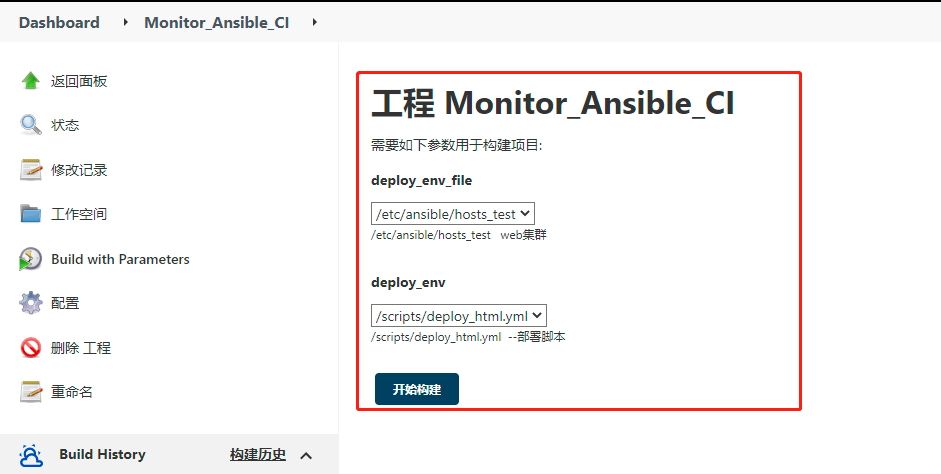 Dashboard
Monitor_Ansible_CI
返回面板
状态
修改记录
工作空间
Build with Parameters
配置
删除 工程
重命名
Build History
构建历史
工程 Monitor_Ansible_CI
需要如下参数用于构建项目:
deploy_env_file
/etc/ansible/hosts_test
/etc/ansible/hosts_test web集群
deploy_env
/scripts/deploy_html.yml
/scripts/deploy_html.yml --部署脚本
开始构建